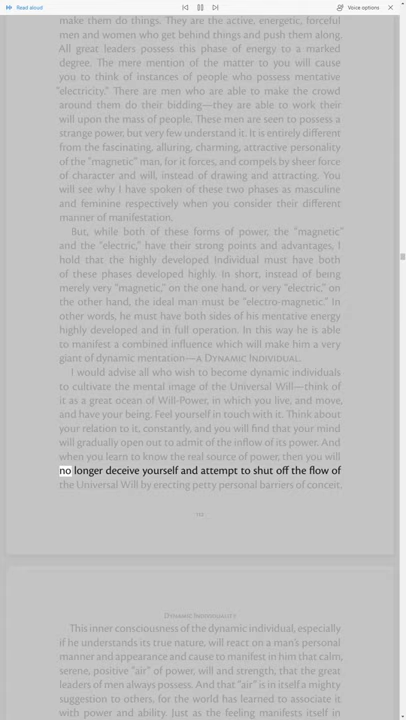 Read aloud
Voice options
make them do things. They are the active, energetic, forceful
men and women who get behind things and push them along.
All great leaders possess this phase of energy to a marked
degree. The mere mention of the matter to you will cause
you to think of instances of people who possess mentative
"electricity." There are men who are able to make the crowd
around them do their bidding—they are able to work their
will upon the mass of people. These men are seen to possess a
strange power, but very few understand it. It is entirely different
from the fascinating, alluring, charming, attractive personality
of the "magnetic" man, for it forces, and compels by sheer force
of character and will, instead of drawing and attracting. You
will see why I have spoken of these two phases as masculine
and feminine respectively when you consider their different
manner of manifestation.
But, while both of these forms of power, the "magnetic"
and the "electric," have their strong points and advantages, I
hold that the highly developed Individual must have both
of these phases developed highly. In short, instead of being
merely very "magnetic," on the one hand, or very "electric," on
the other hand, the ideal man must be "electro-magnetic." In
other words, he must have both sides of his mentative energy
highly developed and in full operation. In this way he is able
to manifest a combined influence which will make him a very
giant of dynamic mentation—a Dynamic Individual.
I would advise all who wish to become dynamic individuals
to cultivate the mental image of the Universal Will—think of
it as a great ocean of Will-Power, in which you live, and move,
and have your being. Feel yourself in touch with it. Think about
your relation to it, constantly, and you will find that your mind
will gradually open out to admit of the inflow of its power. And
when you learn to know the real source of power, then you will
no longer deceive yourself and attempt to shut off the flow of
the Universal Will by erecting petty personal barriers of conceit.
Dynamic Individuality
This inner consciousness of the dynamic individual, especially
if he understands its true nature, will react on a man's personal
manner and appearance and cause to manifest in him that calm,
serene, positive "air" of power, will and strength, that the great
leaders of men always possess. And that "air" is in itself a mighty
suggestion to others, for the world has learned to associate it
with power and ability. Just as the feeling manifests itself in